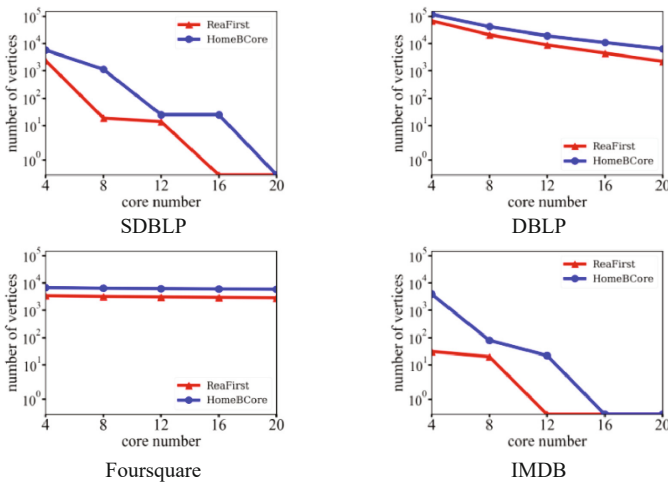 10^5
10^4
10^3
10^2
10^1
10^0
number of vertices
ReaFirst
HomeBCore
4 8 12 16 20
core number
SDBLP
10^5
10^4
10^3
10^2
10^1
10^0
number of vertices
ReaFirst
HomeBCore
4 8 12 16 20
core number
DBLP
10^5
10^4
10^3
10^2
10^1
10^0
number of vertices
ReaFirst
HomeBCore
4 8 12 16 20
core number
Foursquare
10^5
10^4
10^3
10^2
10^1
10^0
number of vertices
ReaFirst
HomeBCore
4 8 12 16 20
core number
IMDB